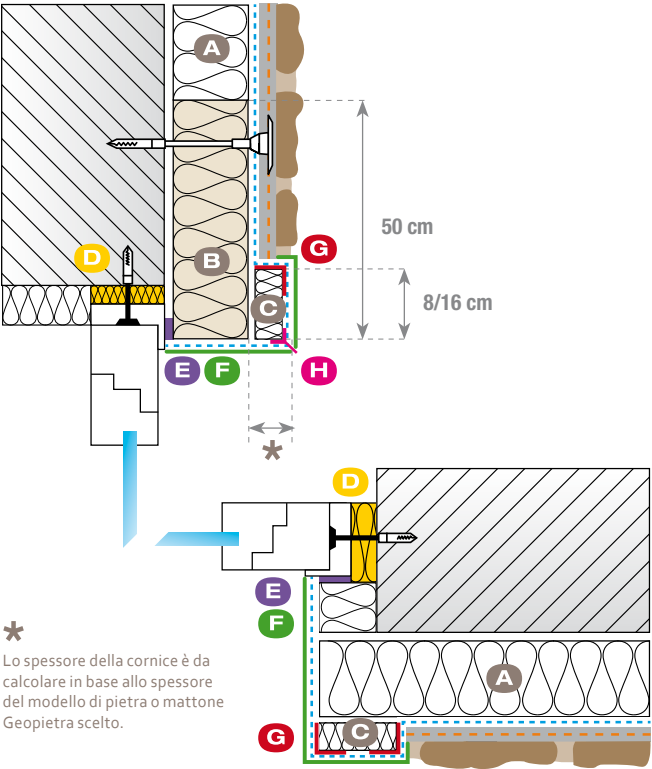 A
B
D
G
C
50 cm
8/16 cm
E F
H
*
D
E
F
A
G
C
*
Lo spessore della cornice è da
calcolare in base allo spessore
del modello di pietra o mattone
Geopietra scelto.